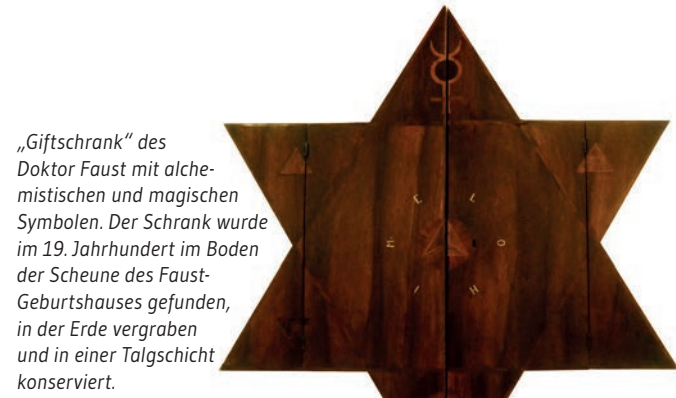 „Giftschrank“ des
Doktor Faust mit alche-
mistischen und magischen
Symbolen. Der Schrank wurde
im 19. Jahrhundert im Boden
der Scheune des Faust-
Geburtshauses gefunden,
in der Erde vergraben
und in einer Talgschicht
konserviert.
E L
M O
I H